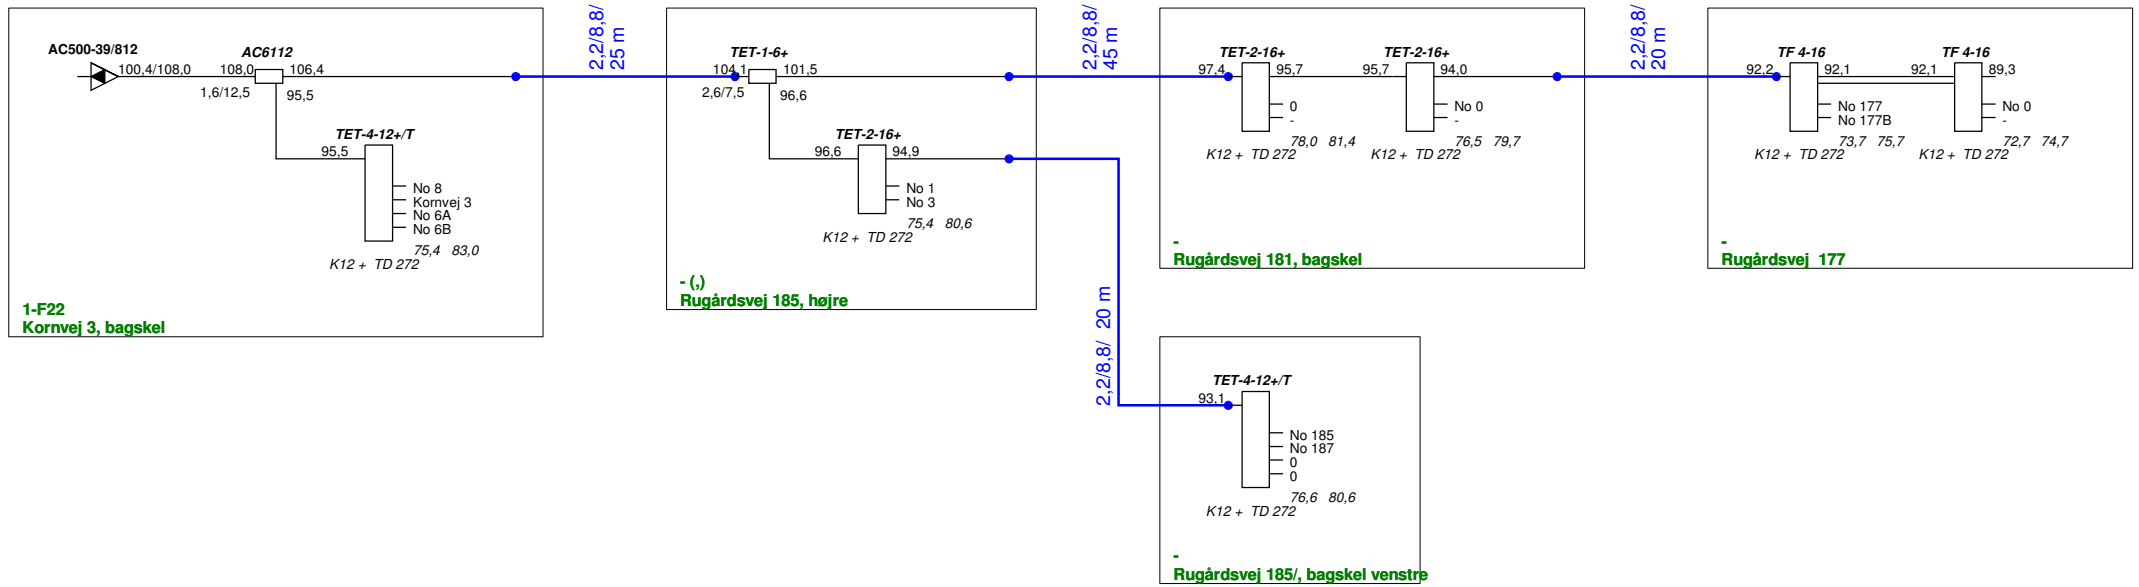 AC500-39/812
100,4/108,0
AC6112
108,0
106,4
1,6/12,5
95,5
TET-4-12+/T
95,5
No 8
Kornvej 3
No 6A
No 6B
75,4 83,0
K12 + TD 272
1-F22
Kornvej 3, bagskel
2,2/8,8/
25 m
TET-1-6+
104,1
101,5
2,6/7,5
96,6
TET-2-16+
96,6
94,9
No 1
No 3
75,4 80,6
K12 + TD 272
- (,)
Rugårdsvej 185, højre
2,2/8,8/
45 m
TET-2-16+
97,4
95,7
0
-
78,0 81,4
K12 + TD 272
TET-2-16+
95,7
94,0
No 0
-
76,5 79,7
K12 + TD 272
-
Rugårdsvej 181, bagskel
2,2/8,8/
20 m
TF 4-16
92,2
92,1
No 177
No 177B
73,7 75,7
K12 + TD 272
TF 4-16
92,1
89,3
No 0
-
72,7 74,7
K12 + TD 272
-
Rugårdsvej 177
2,2/8,8/ 20 m
TET-4-12+/T
93,1
No 185
No 187
0
0
76,6 80,6
K12 + TD 272
-
Rugårdsvej 185/, bagskel venstre